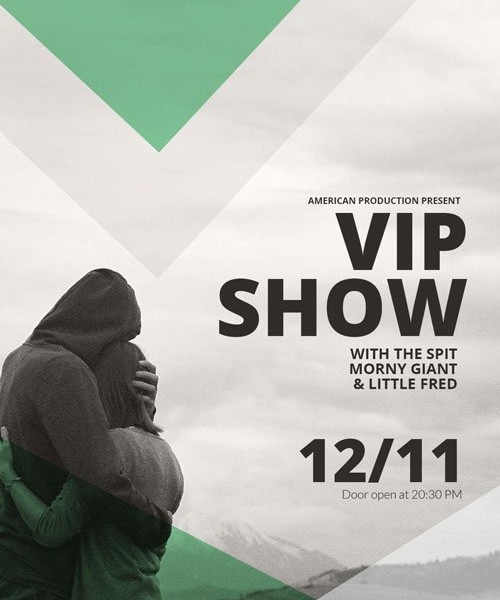 AMERICAN PRODUCTION PRESENT
VIP
SHOW
WITH THE SPIT
MORNY GIANT
& LITTLE FRED
12/11
Door open at 20:30 PM